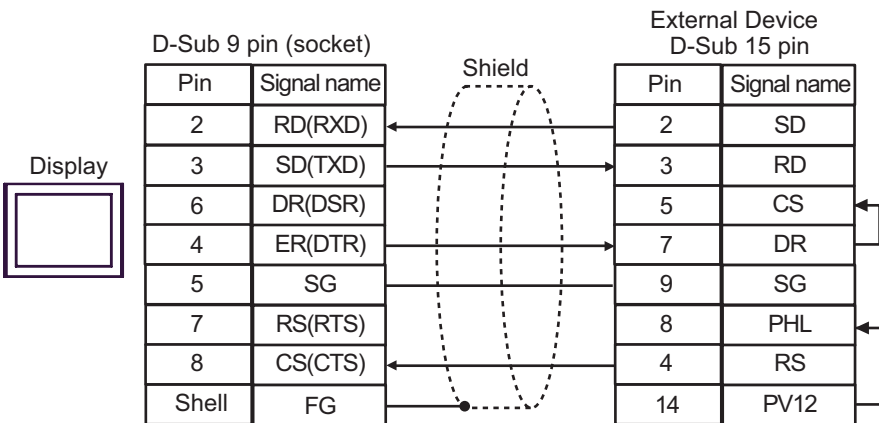 External Device
D-Sub 9 pin (socket)
D-Sub 15 pin
Shield
Pin Signal name Pin Signal name
2 RD(RXD) 2 SD
Display
3 SD(TXD) 3 RD
6 DR(DSR) 5 CS
4 ER(DTR) 7 DR
5 SG 9 SG
7 RS(RTS) 8 PHL
8 CS(CTS) 4 RS
Shell FG 14 PV12